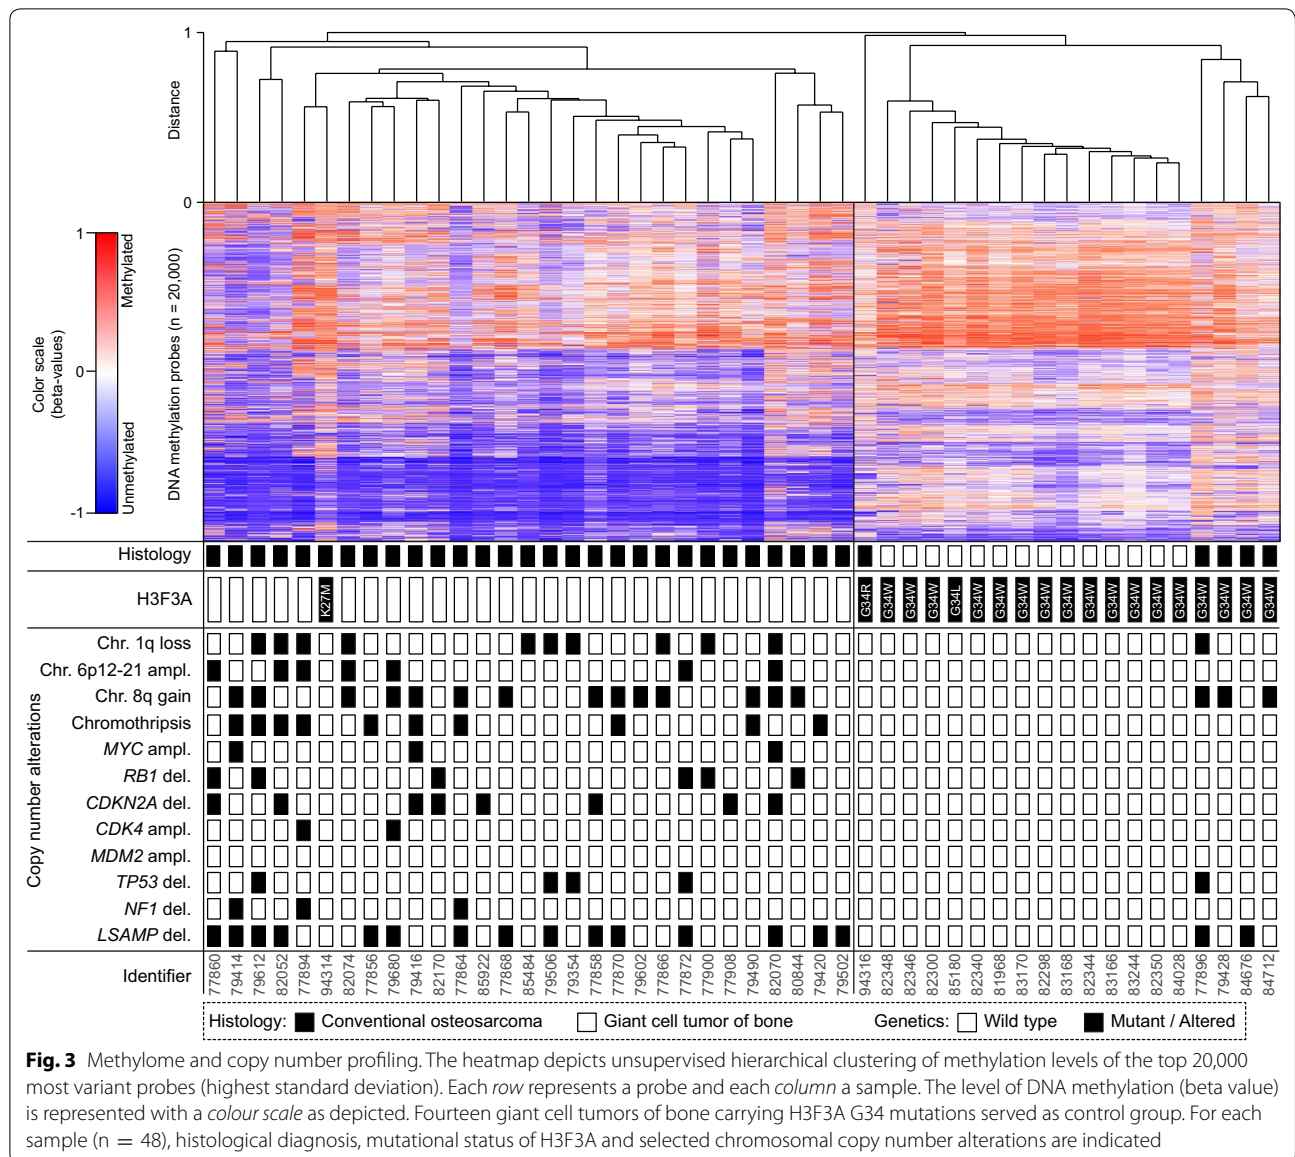 1
Distance
0
Color scale
(beta-values)
1
0
-1
Methylated
Unmethylated
DNA methylation probes (n = 20,000)
Histology
H3F3A
K27M G34R G34W G34W G34W G34L G34W G34W G34W G34W G34W G34W G34W G34W G34W G34W G34W G34W G34W G34W
Copy number alterations
Chr. 1q loss
Chr. 6p12-21 ampl.
Chr. 8q gain
Chromothripsis
MYC ampl.
RB1 del.
CDKN2A del.
CDK4 ampl.
MDM2 ampl.
TP53 del.
NF1 del.
LSAMP del.
Identifier
77860 79414 79612 82052 77894 94314 82074 77856 79680 79416 82170 77864 85922 77868 85484 79506 79354 77858 77870 79602 77866 77872 77900 77908 79490 82070 80844 79420 79502 94316 82348 82346 82300 85180 82340 81968 83170 82298 83168 82344 83166 83244 82350 84028 77896 79428 84676 84712
Histology: Conventional osteosarcoma Giant cell tumor of bone Genetics: Wild type Mutant / Altered
Fig. 3 Methylome and copy number profiling. The heatmap depicts unsupervised hierarchical clustering of methylation levels of the top 20,000
most variant probes (highest standard deviation). Each row represents a probe and each column a sample. The level of DNA methylation (beta value)
is represented with a colour scale as depicted. Fourteen giant cell tumors of bone carrying H3F3A G34 mutations served as control group. For each
sample (n = 48), histological diagnosis, mutational status of H3F3A and selected chromosomal copy number alterations are indicated